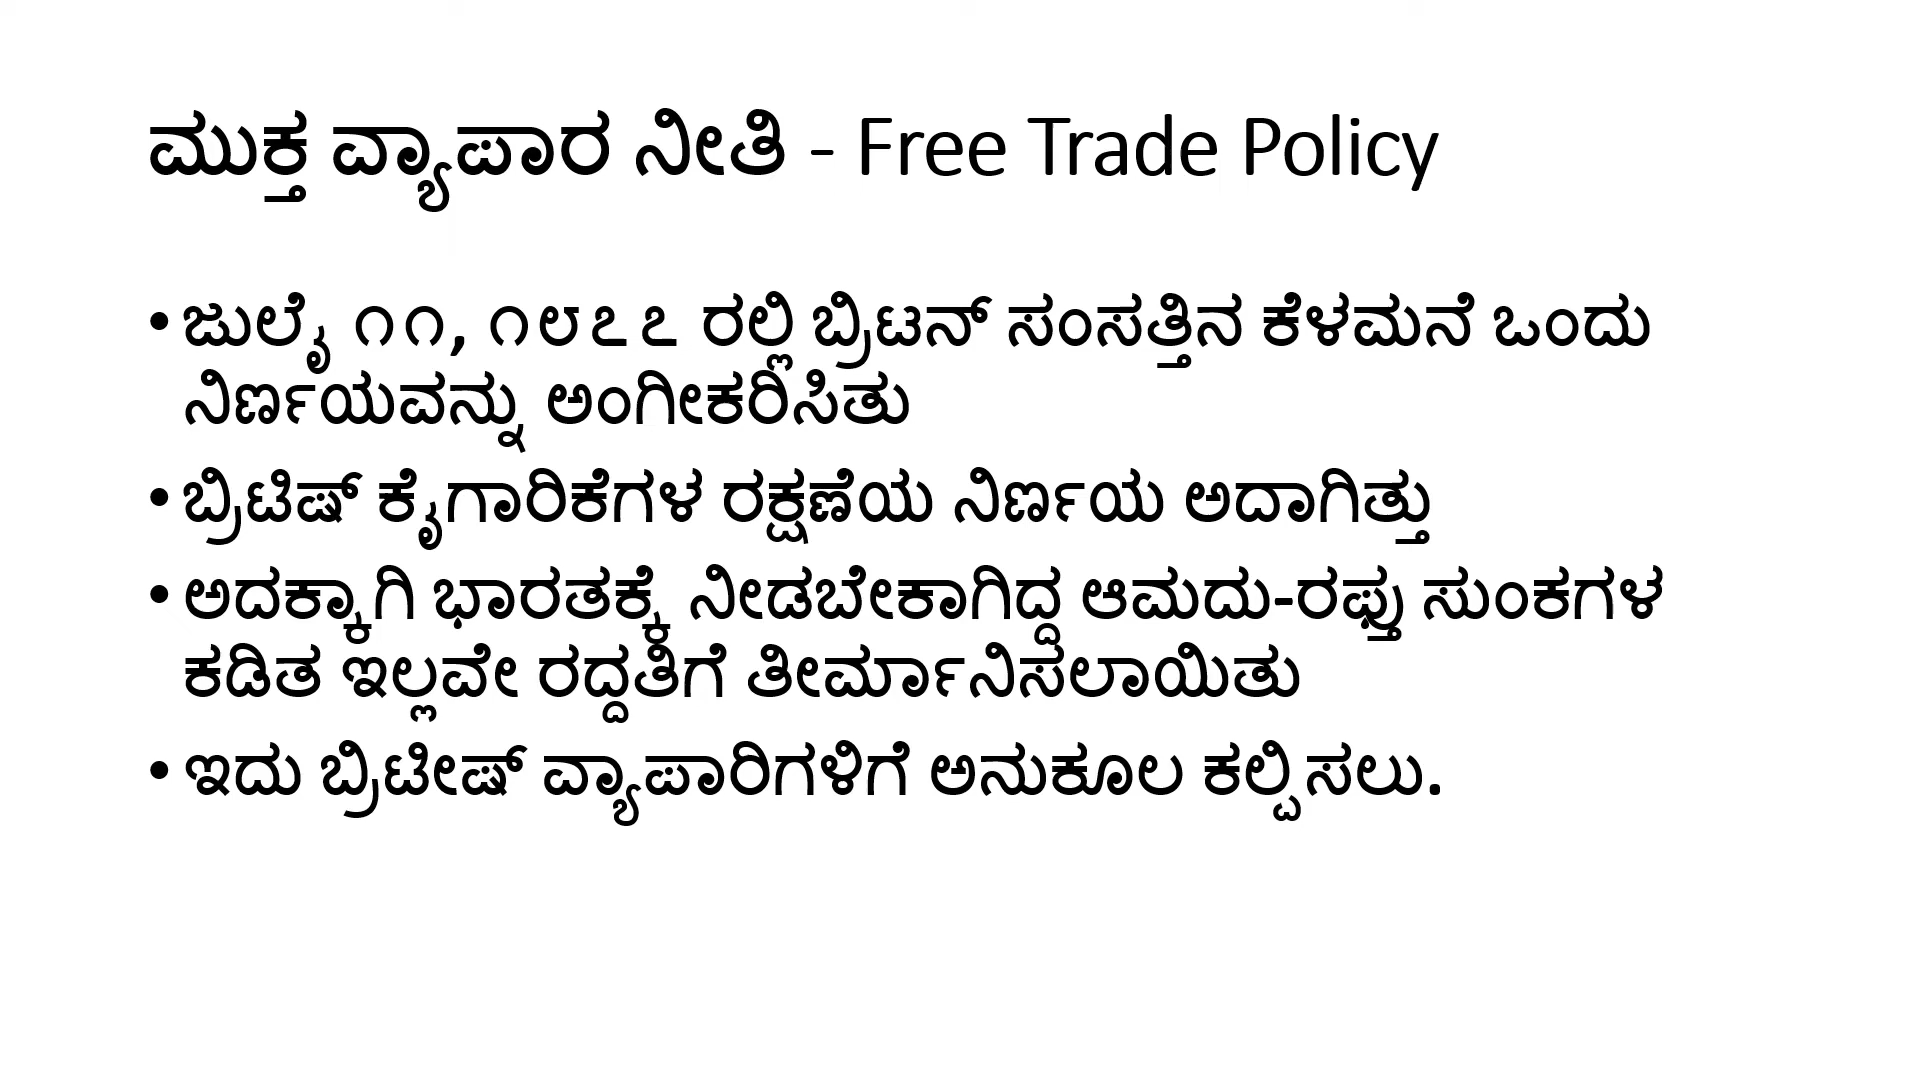 ಮುಕ್ತ ವ್ಯಾಪಾರ ನೀತಿ - Free Trade Policy
• ಜುಲೈ ೧೧, ೧೮೭೭ ರಲ್ಲಿ ಬ್ರಿಟನ್ ಸಂಸತ್ತಿನ ಕೆಳಮನೆ ಒಂದು
ನಿರ್ಣಯವನ್ನು ಅಂಗೀಕರಿಸಿತು
• ಬ್ರಿಟಿಷ್ ಕೈಗಾರಿಕೆಗಳ ರಕ್ಷಣೆಯ ನಿರ್ಣಯ ಅದಾಗಿತ್ತು
• ಅದಕ್ಕಾಗಿ ಭಾರತಕ್ಕೆ ನೀಡಬೇಕಾಗಿದ್ದ ಆಮದು-ರಫ್ತು ಸುಂಕಗಳ
ಕಡಿತ ಇಲ್ಲವೇ ರದ್ದತಿಗೆ ತೀರ್ಮಾನಿಸಲಾಯಿತು
• ಇದು ಬ್ರಿಟೀಷ್ ವ್ಯಾಪಾರಿಗಳಿಗೆ ಅನುಕೂಲ ಕಲ್ಪಿಸಲು.